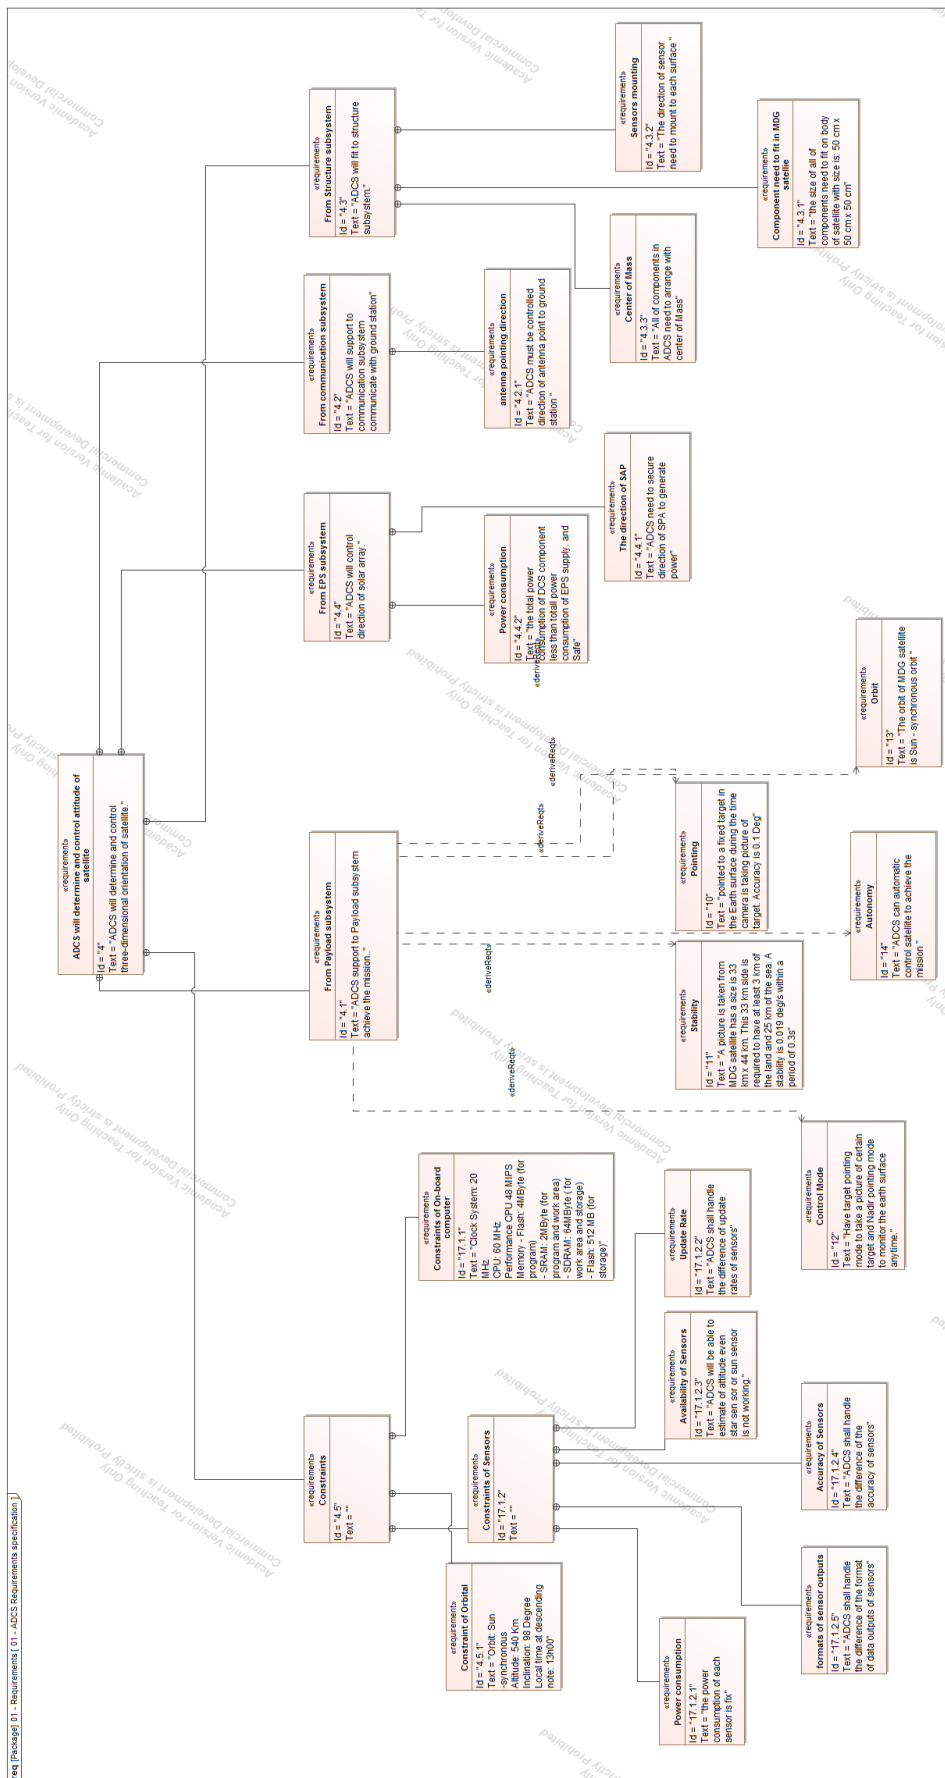 req [Package] 01 - Requirements [ 01 - ADCS Requirements specification ]
«requirement»
ADCS will determine and control attitude of
satellite
Id = "4"
Text = "ADCS will determine and control
three-dimensional orientation of satellite."
«requirement»
Constraints
Id = "4.5"
Text = ""
«requirement»
From Payload subsystem
Id = "4.1"
Text = "ADCS support to Payload subsystem
achieve the mission."
«requirement»
From EPS subsystem
Id = "4.4"
Text = "ADCS will control
direction of solar array."
«requirement»
From communication subsystem
Id = "4.2"
Text = "ADCS will support to
communication subsystem
communicate with ground station"
«requirement»
From Structure subsystem
Id = "4.3"
Text = "ADCS will fit to structure
subsystem."
«requirement»
Constraint of Orbital
Id = "4.5.1"
Text = "Orbit: Sun
-synchronous
Altitude: 540 Km
Inclination: 98 Degree
Local time at descending
note: 13h00"
«requirement»
Constraints of Sensors
Id = "17.1.2"
Text = ""
«requirement»
Constraints of On-board
computer
Id = "17.1.1"
Text = "Clock System: 20
MHz
CPU: 60 MHz
Performance CPU 48 MIPS
Memory - Flash: 4MByte (for
program)
- SRAM: 2MByte (for
program and work area)
- SDRAM: 64MByte ( for
work area and storage)
- Flash: 512 MB (for
storage)"
«requirement»
Power consumption
Id = "4.4.2"
Text = "the total power
consumption of DCS component
less than totall power
consumption of EPS supply. and
Safe"
«requirement»
antenna pointing direction
Id = "4.2.1"
Text = "ADCS must be controlled
direction of antenna point to ground
station "
«requirement»
The direction of SAP
Id = "4.4.1"
Text = "ADCS need to secure
direction of SPA to generate
power"
«requirement»
Center of Mass
Id = "4.3.3"
Text = "All of components in
ADCS need to arrange with
center of Mass"
«requirement»
Sensors mounting
Id = "4.3.2"
Text = "The direction of sensor
need to mount to each surface "
«requirement»
Component need to fit in MDG
satellie
Id = "4.3.1"
Text = "the size of all of
components need to fit on body
of satellite with size is: 50 cm x
50 cm x 50 cm"
«deriveReqt»
«deriveReqt»
«deriveReqt»
«deriveReqt»
«deriveReqt»
«requirement»
Power consumption
Id = "17.1.2.1"
Text = "the power
consumption of each
sensor is fix"
«requirement»
Availability of Sensors
Id = "17.1.2.3"
Text = "ADCS will be able to
estimate of attitude even
star sen sor or sun sensor
is not working."
«requirement»
Update Rate
Id = "17.1.2.2"
Text = "ADCS shall handle
the difference of update
rates of sensors"
«requirement»
Stability
Id = "11"
Text = "A picture is taken from
MDG satellite has a size is 33
km x 44 km. This 33 km side is
required to have at least 3 km of
the land and 25 km of the sea. A
stability is 0.019 deg/s within a
period of 0.3s"
«requirement»
Pointing
Id = "10"
Text = "pointed to a fixed target in
the Earth surface during the time
camera is taking picture of
target. Accuracy is 0.1 Deg"
«requirement»
formats of sensor outputs
Id = "17.1.2.5"
Text = "ADCS shall handle
the difference of the format
of data outputs of sensors"
«requirement»
Accuracy of Sensors
Id = "17.1.2.4"
Text = "ADCS shall handle
the difference of the
accuracy of sensors"
«requirement»
Control Mode
Id = "12"
Text = "Have target pointing
mode to take a picture of certain
target and Nadir pointing mode
to monitor the earth surface
anytime."
«requirement»
Autonomy
Id = "14"
Text = "ADCS can automatic
control satellite to achieve the
mission "
«requirement»
Orbit
Id = "13"
Text = "The orbit of MDG satellite
is Sun - synchronous orbit "
Academic Version for Teaching Only
Commercial Development is strictly Prohibited